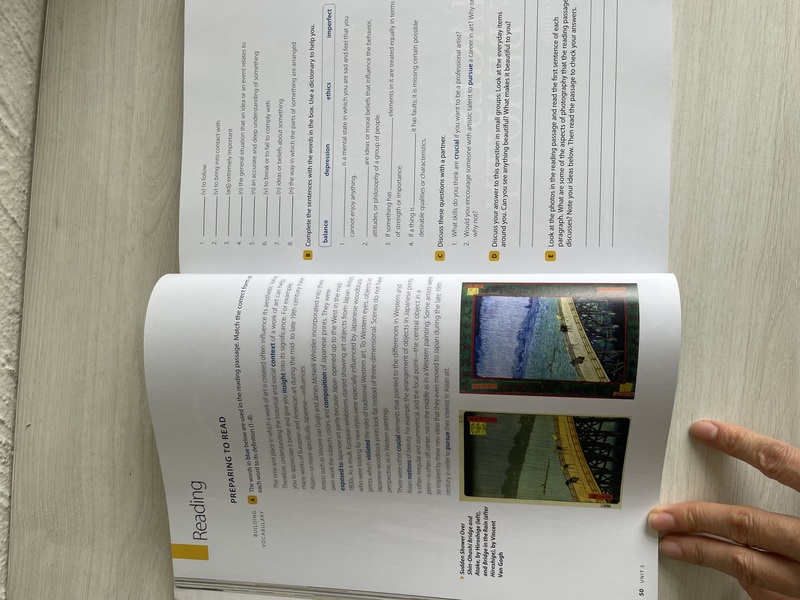 Reading
PREPARING TO READ
BUILDING
VOCABULARY
A The words in blue below are used in the reading passage. Match the correct form of
each word to its definition (1–8).
The time and place in which a work of art is created often influence its aesthetic value.
Therefore, understanding the historical and social context of a work of art can help
you to appreciate it better and give you insight into its significance. For example,
many works of European and American art during the mid- to late 19th century have
Asian—or more specifically, Japanese—influences.
Artists such as Vincent van Gogh and James McNeill Whistler incorporated into their
own work the subjects, colors, and composition of Japanese prints. They were
exposed to Japanese art partly because Japan opened up to the West in the mid-
1800s. As a result, European exhibitions started showing art objects from Japan. Artists
who were looking for new styles were especially influenced by Japanese woodblock
prints, which violated the rules of traditional Western art. To Western eyes, objects in
Japanese woodblock prints look flat instead of three-dimensional. Scenes do not have
perspective, as in Western paintings.
There were other crucial elements that pointed to the differences in Western and
Asian notions of beauty. For example, the arrangement of objects in Japanese prints
is often irregular and asymmetrical, and the focal point—the central object in a
print—is often off center, not in the middle as in a Western painting. Some artists were
so inspired by these new ideas that they even moved to Japan during the late 19th
century in order to pursue their interest in Asian art.
▶ Sudden Shower Over
Shin-Ohashi Bridge and
Atake, by Hiroshige (left),
and Bridge in the Rain (after
Hiroshige), by Vincent
Van Gogh
50 UNIT 3
1. (v) to follow
2. (v) to bring into contact with
3. (adj) extremely important
4. (n) the general situation that an idea or an event relates to
5. (n) an accurate and deep understanding of something
6. (v) to break or to fail to comply with
7. (n) ideas or beliefs about something
8. (n) the way in which the parts of something are arranged
B Complete the sentences with the words in the box. Use a dictionary to help you.
balance depression ethics imperfect
1. is a mental state in which you are sad and feel that you
cannot enjoy anything.
2. are ideas or moral beliefs that influence the behavior,
attitudes, or philosophy of a group of people.
3. If something has elements in it are treated equally in terms
of strength or importance.
4. If a thing is it has faults; it is missing certain possible
desirable qualities or characteristics.
C Discuss these questions with a partner.
1. What skills do you think are crucial if you want to be a professional artist?
2. Would you encourage someone with artistic talent to pursue a career in art? Why or
why not?
D Discuss your answer to this question in small groups: Look at the everyday items
around you. Can you see anything beautiful? What makes it beautiful to you?
E Look at the photos in the reading passage and read the first sentence of each
paragraph. What are some of the aspects of photography that the reading passage
discusses? Note your ideas below. Then read the passage to check your answers.